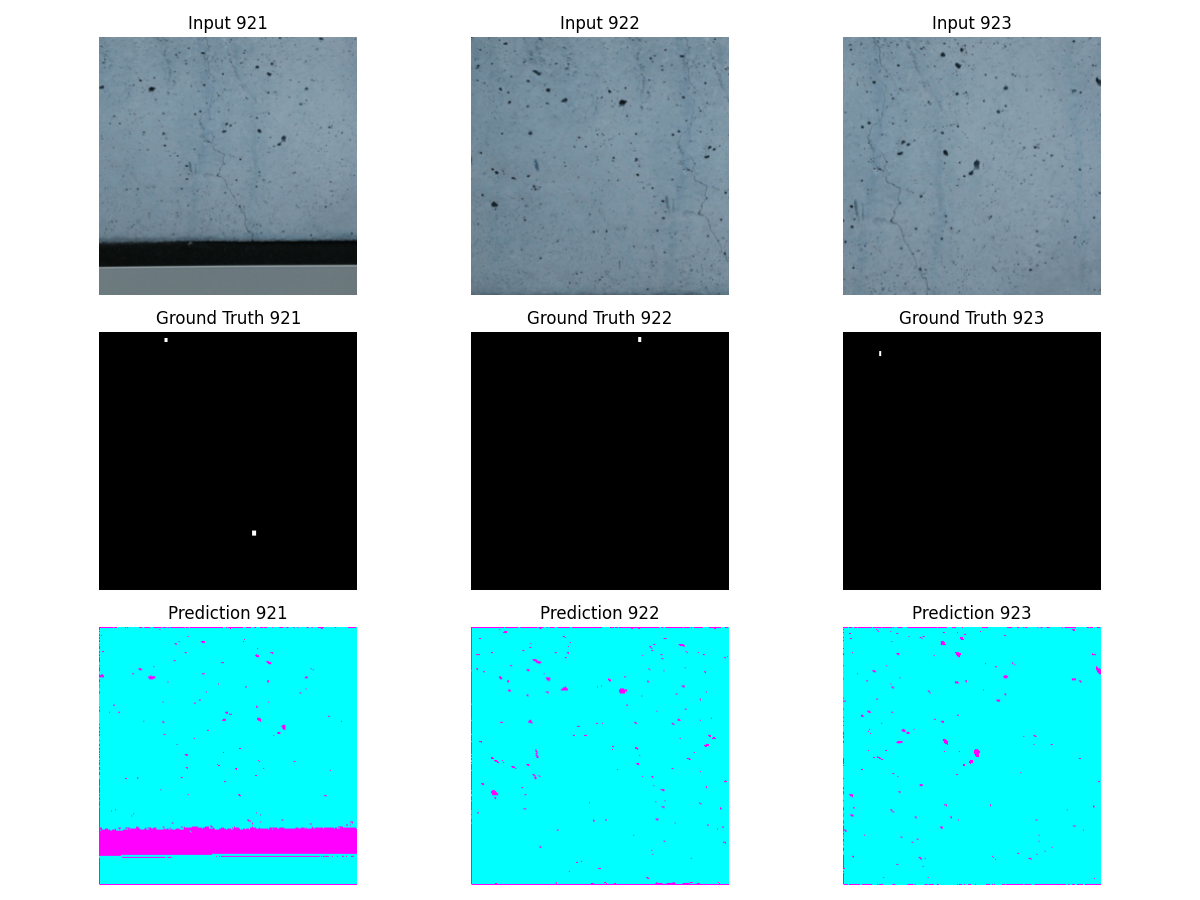 Input 921
Input 922
Input 923
Ground Truth 921
Ground Truth 922
Ground Truth 923
Prediction 921
Prediction 922
Prediction 923